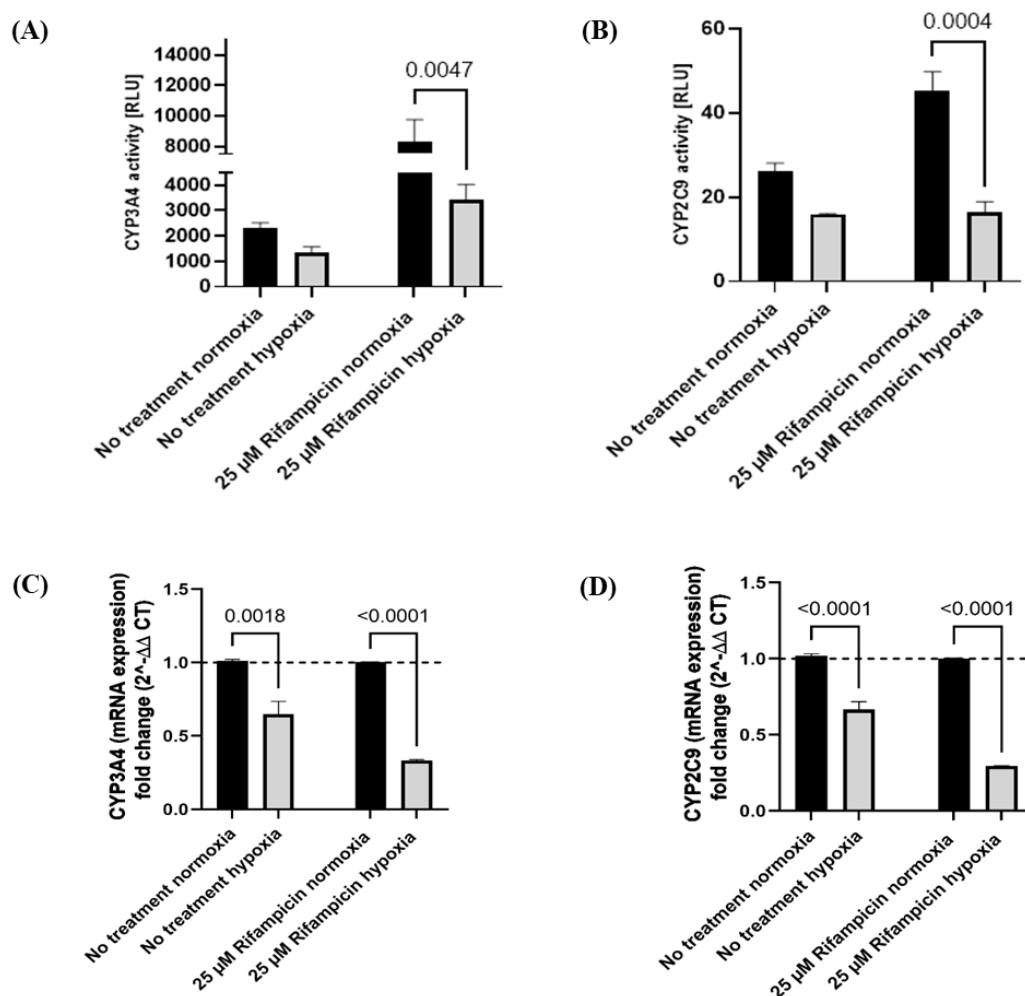 (A)
CYP3A4 activity [RLU]
14000
12000
10000
8000
6000
4000
3000
2000
1000
0
0.0047
No treatment normoxia
No treatment hypoxia
25 µM Rifampicin normoxia
25 µM Rifampicin hypoxia
(B)
CYP2C9 activity [RLU]
60
40
20
0
0.0004
No treatment normoxia
No treatment hypoxia
25 µM Rifampicin normoxia
25 µM Rifampicin hypoxia
(C)
CYP3A4 (mRNA expression)
fold change (2^-ΔΔ CT)
1.5
1.0
0.5
0.0
0.0018
<0.0001
No treatment normoxia
No treatment hypoxia
25 µM Rifampicin normoxia
25 µM Rifampicin hypoxia
(D)
CYP2C9 (mRNA expression)
fold change (2^-ΔΔ CT)
1.5
1.0
0.5
0.0
<0.0001
<0.0001
No treatment normoxia
No treatment hypoxia
25 µM Rifampicin normoxia
25 µM Rifampicin hypoxia